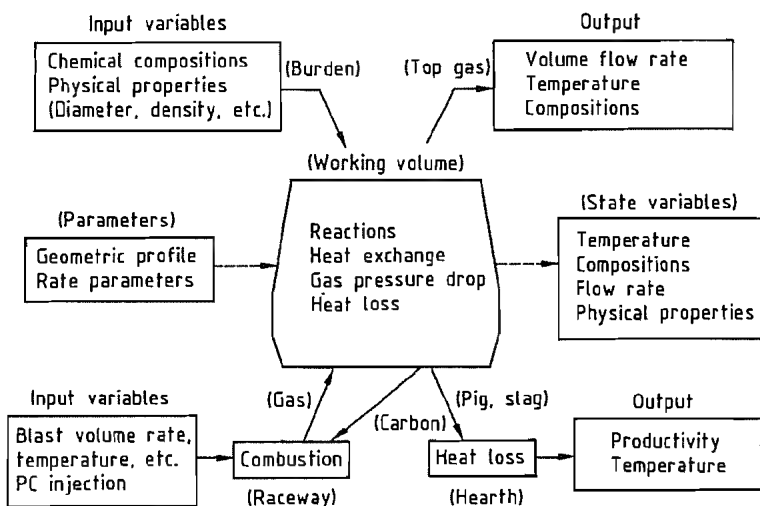 Input variables
Chemical compositions
Physical properties
(Diameter, density, etc.)
(Burden)
(Top gas)
Output
Volume flow rate
Temperature
Compositions
(Working volume)
(Parameters)
Geometric profile
Rate parameters
Reactions
Heat exchange
Gas pressure drop
Heat loss
(State variables)
Temperature
Compositions
Flow rate
Physical properties
Input variables
Blast volume rate,
temperature, etc.
PC injection
(Gas)
(Carbon)
(Pig, slag)
Combustion
(Raceway)
Heat loss
(Hearth)
Output
Productivity
Temperature